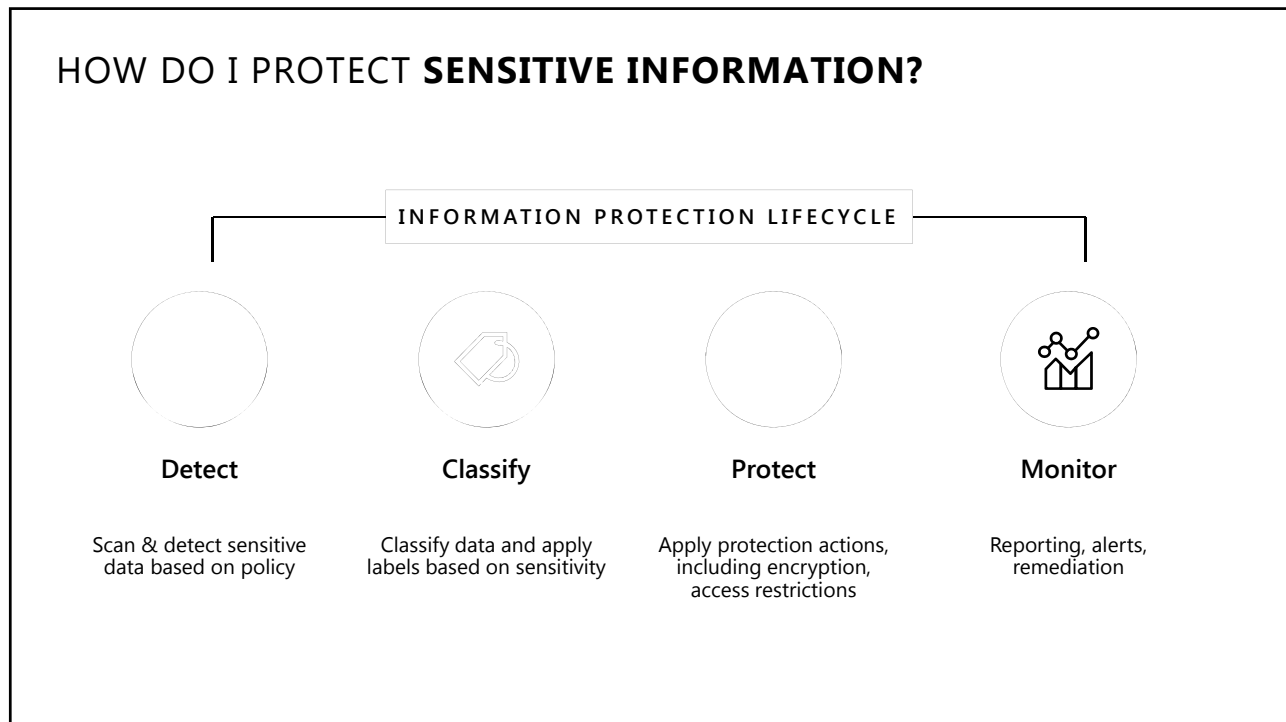 HOW DO I PROTECT SENSITIVE INFORMATION?
INFORMATION PROTECTION LIFECYCLE
Detect
Scan & detect sensitive
data based on policy
Classify
Classify data and apply
labels based on sensitivity
Protect
Apply protection actions,
including encryption,
access restrictions
Monitor
Reporting, alerts,
remediation